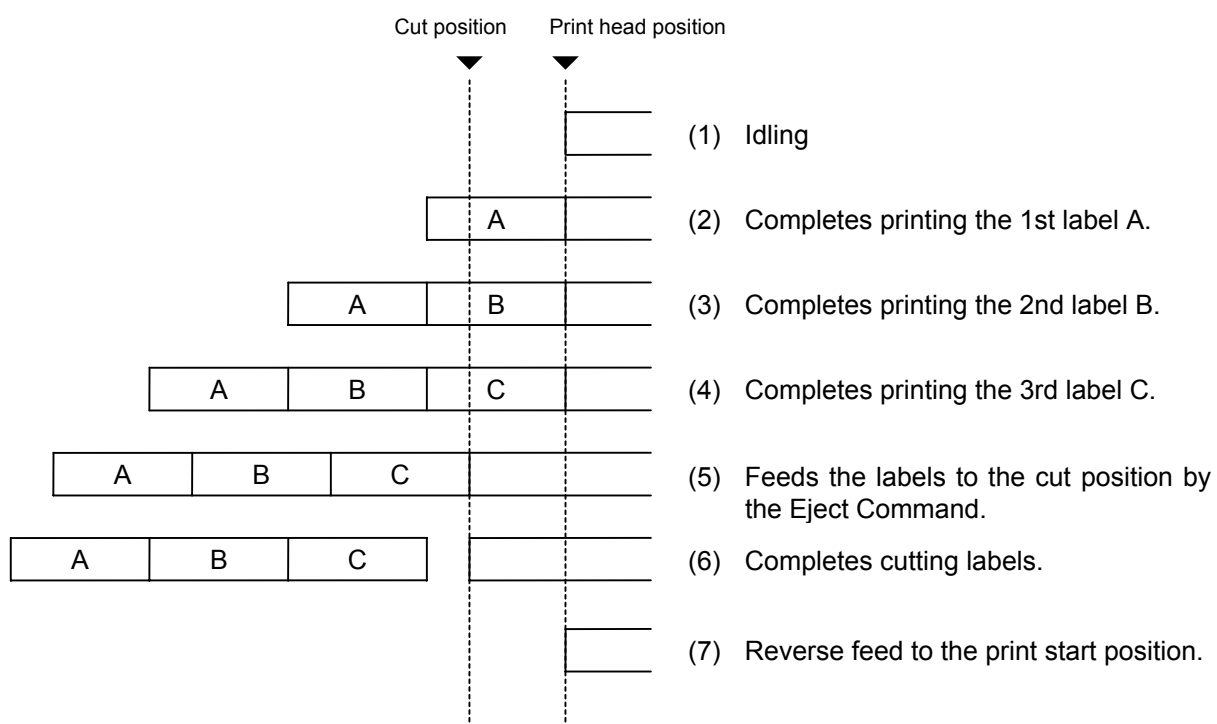 Cut position Print head position
(1) Idling
A (2) Completes printing the 1st label A.
A B (3) Completes printing the 2nd label B.
A B C (4) Completes printing the 3rd label C.
A B C (5) Feeds the labels to the cut position by
the Eject Command.
A B C (6) Completes cutting labels.
(7) Reverse feed to the print start position.